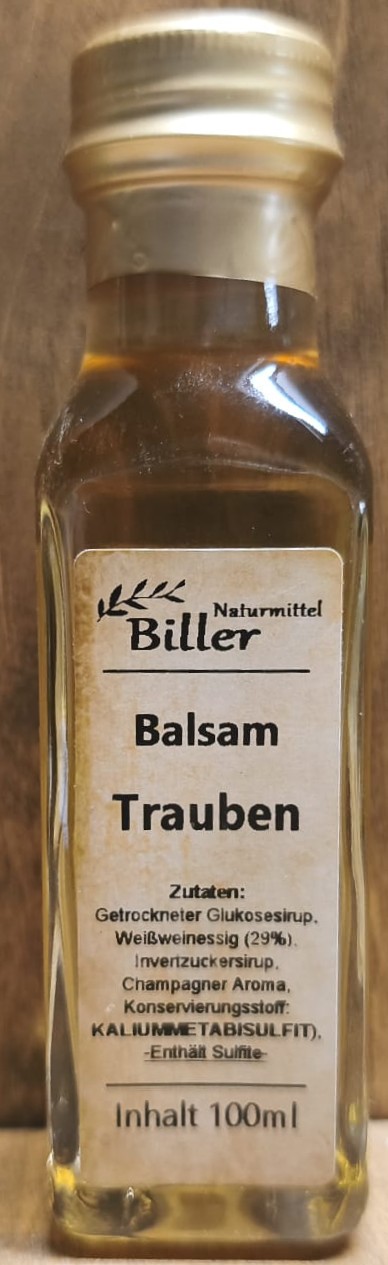 Naturmittel
Biller
Balsam
Trauben
Zutaten:
Getrockneter Glukosesirup,
Weißweinessig (29%),
Invertzuckersirup,
Champagner Aroma,
Konservierungsstoff:
KALIUMMETABISULFIT),
-Enthält Sulfite-
Inhalt 100ml